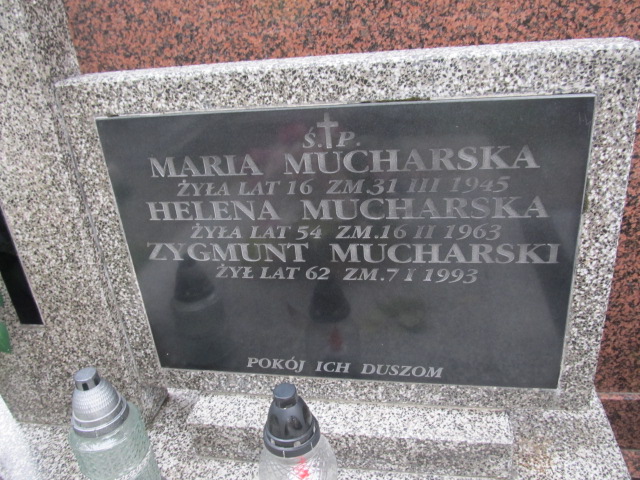 Ś.P.
MARIA MUCHARSKA
ŻYŁA LAT 16 ZM.31 III 1945
HELENA MUCHARSKA
ŻYŁA LAT 54 ZM.16 II 1963
ZYGMUNT MUCHARSKI
ŻYŁ LAT 62 ZM.7 I 1993
POKÓJ ICH DUSZOM